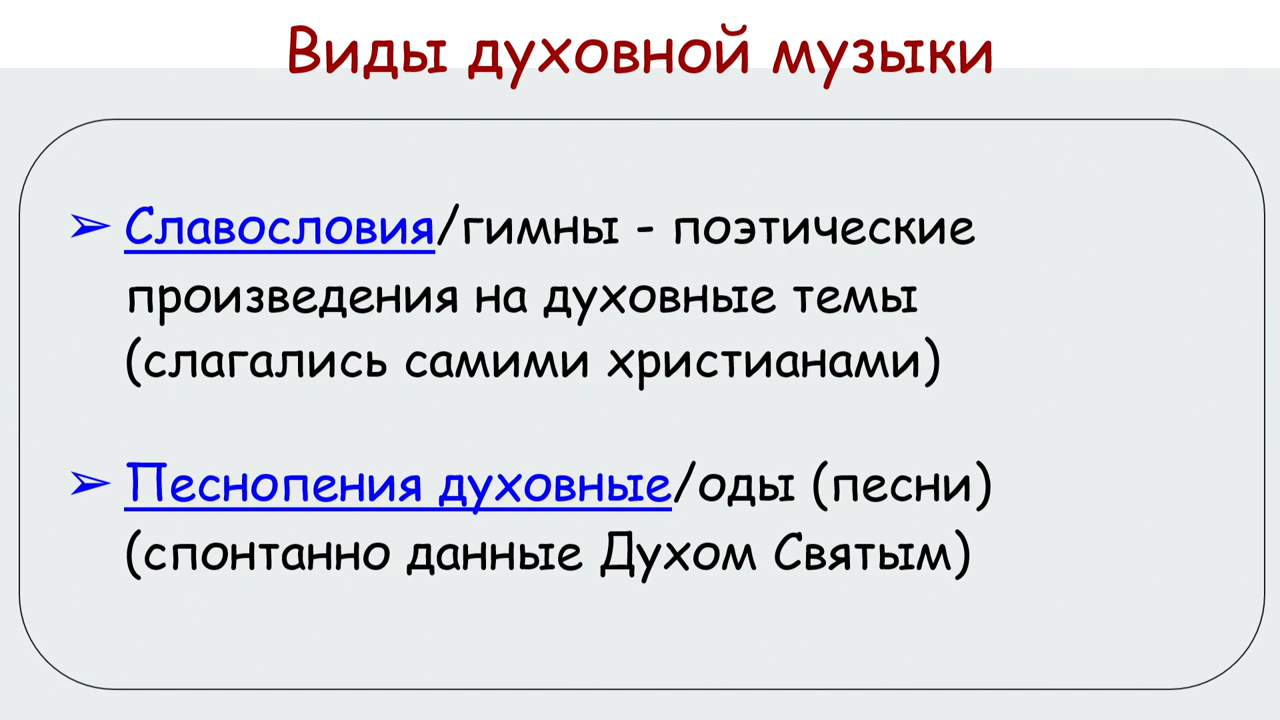 Виды духовной музыки
➢ Славословия/гимны - поэтические
произведения на духовные темы
(слагались самими христианами)
➢ Песнопения духовные/оды (песни)
(спонтанно данные Духом Святым)